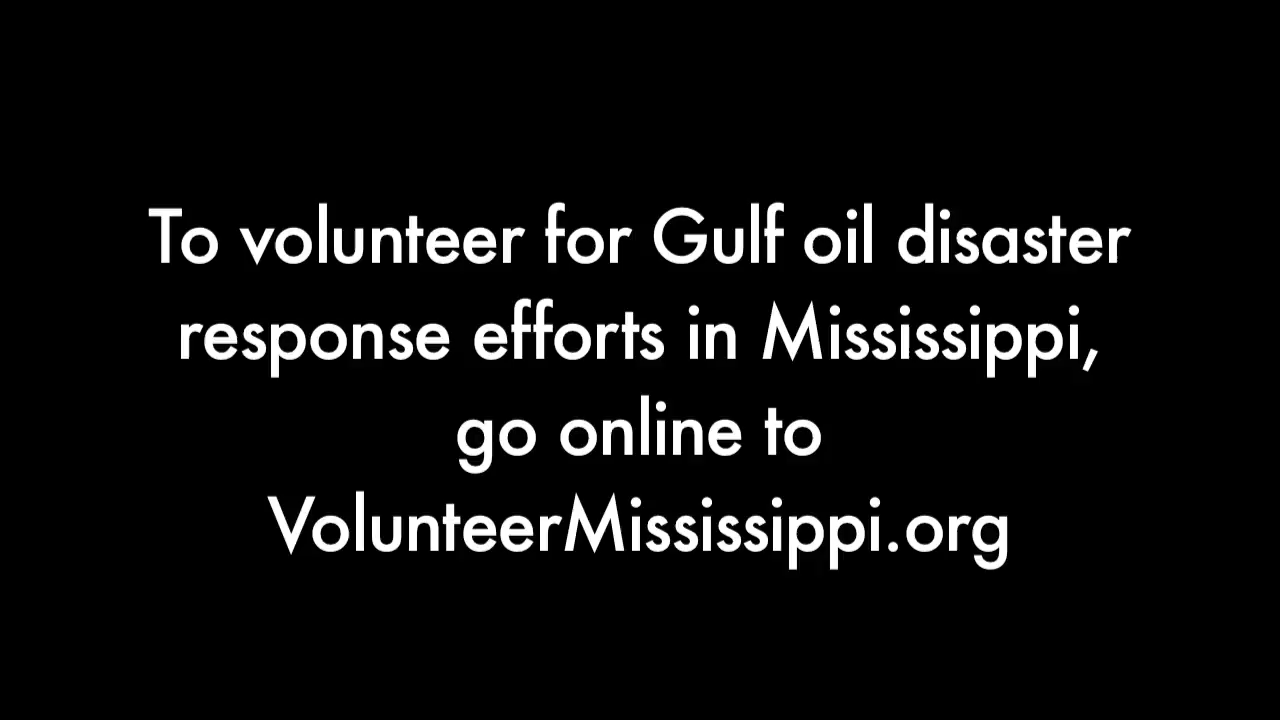 To volunteer for Gulf oil disaster
response efforts in Mississippi,
go online to
VolunteerMississippi.org